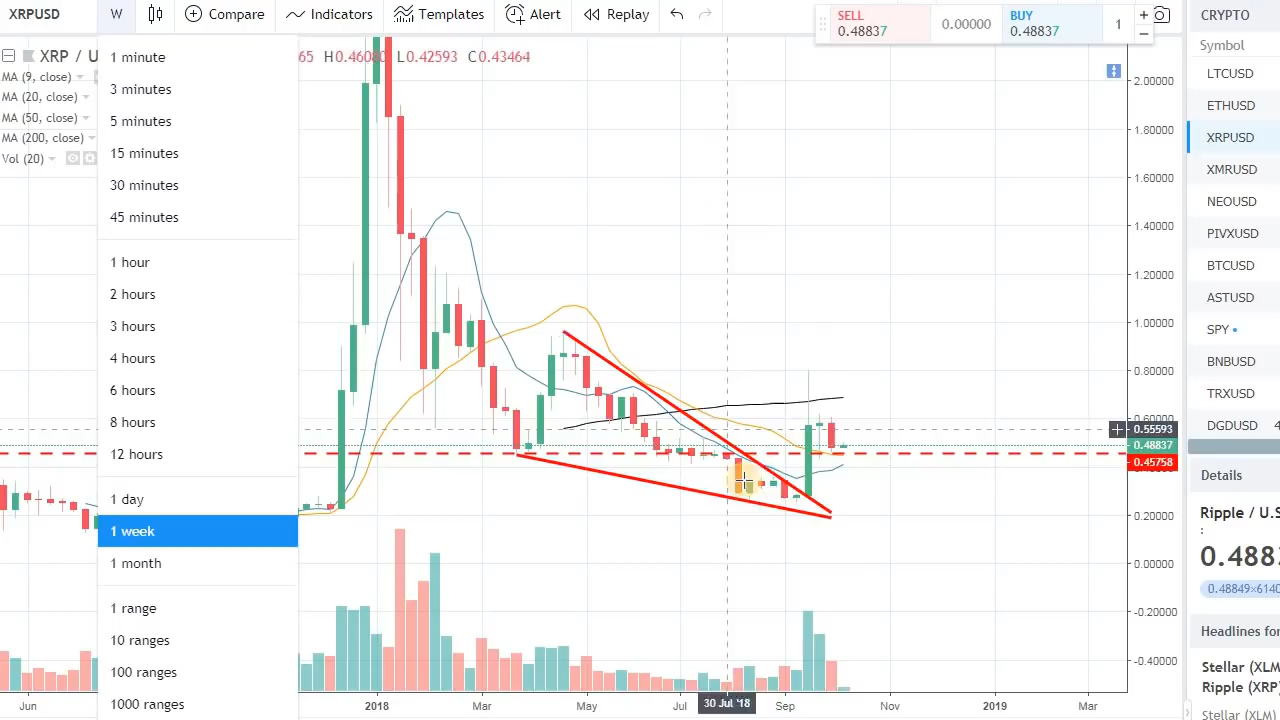 XRPUSD
W
Compare
Indicators
Templates
Alert
Replay
SELL
0.48837
0.00000
BUY
0.48837
1
XRP / U
65 H0.46080 L0.42593 C0.43464
MA (9, close)
MA (20, close)
MA (50, close)
MA (200, close)
Vol (20)
1 minute
3 minutes
5 minutes
15 minutes
30 minutes
45 minutes
1 hour
2 hours
3 hours
4 hours
6 hours
8 hours
12 hours
1 day
1 week
1 month
1 range
10 ranges
100 ranges
1000 ranges
2.00000
1.80000
1.60000
1.40000
1.20000
1.00000
0.80000
0.60000
0.55593
0.48837
0.45758
0.20000
0.00000
-0.20000
-0.40000
Jun
2018
Mar
May
Jul
30 Jul '18
Sep
Nov
2019
Mar
CRYPTO
Symbol
LTCUSD
ETHUSD
XRPUSD
XMRUSD
NEOUSD
PIVXUSD
BTCUSD
ASTUSD
SPY
BNBUSD
TRXUSD
DGDUSD 4
Details
Ripple / U.S
:
0.488
0.48849×6140
Headlines for
Stellar (XLM
Ripple (XRP)
Stellar (XLM